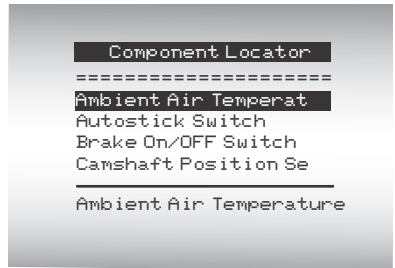 Component Locator
=====================
Ambient Air Temperat
Autostick Switch
Brake On/OFF Switch
Camshaft Position Se
Ambient Air Temperature